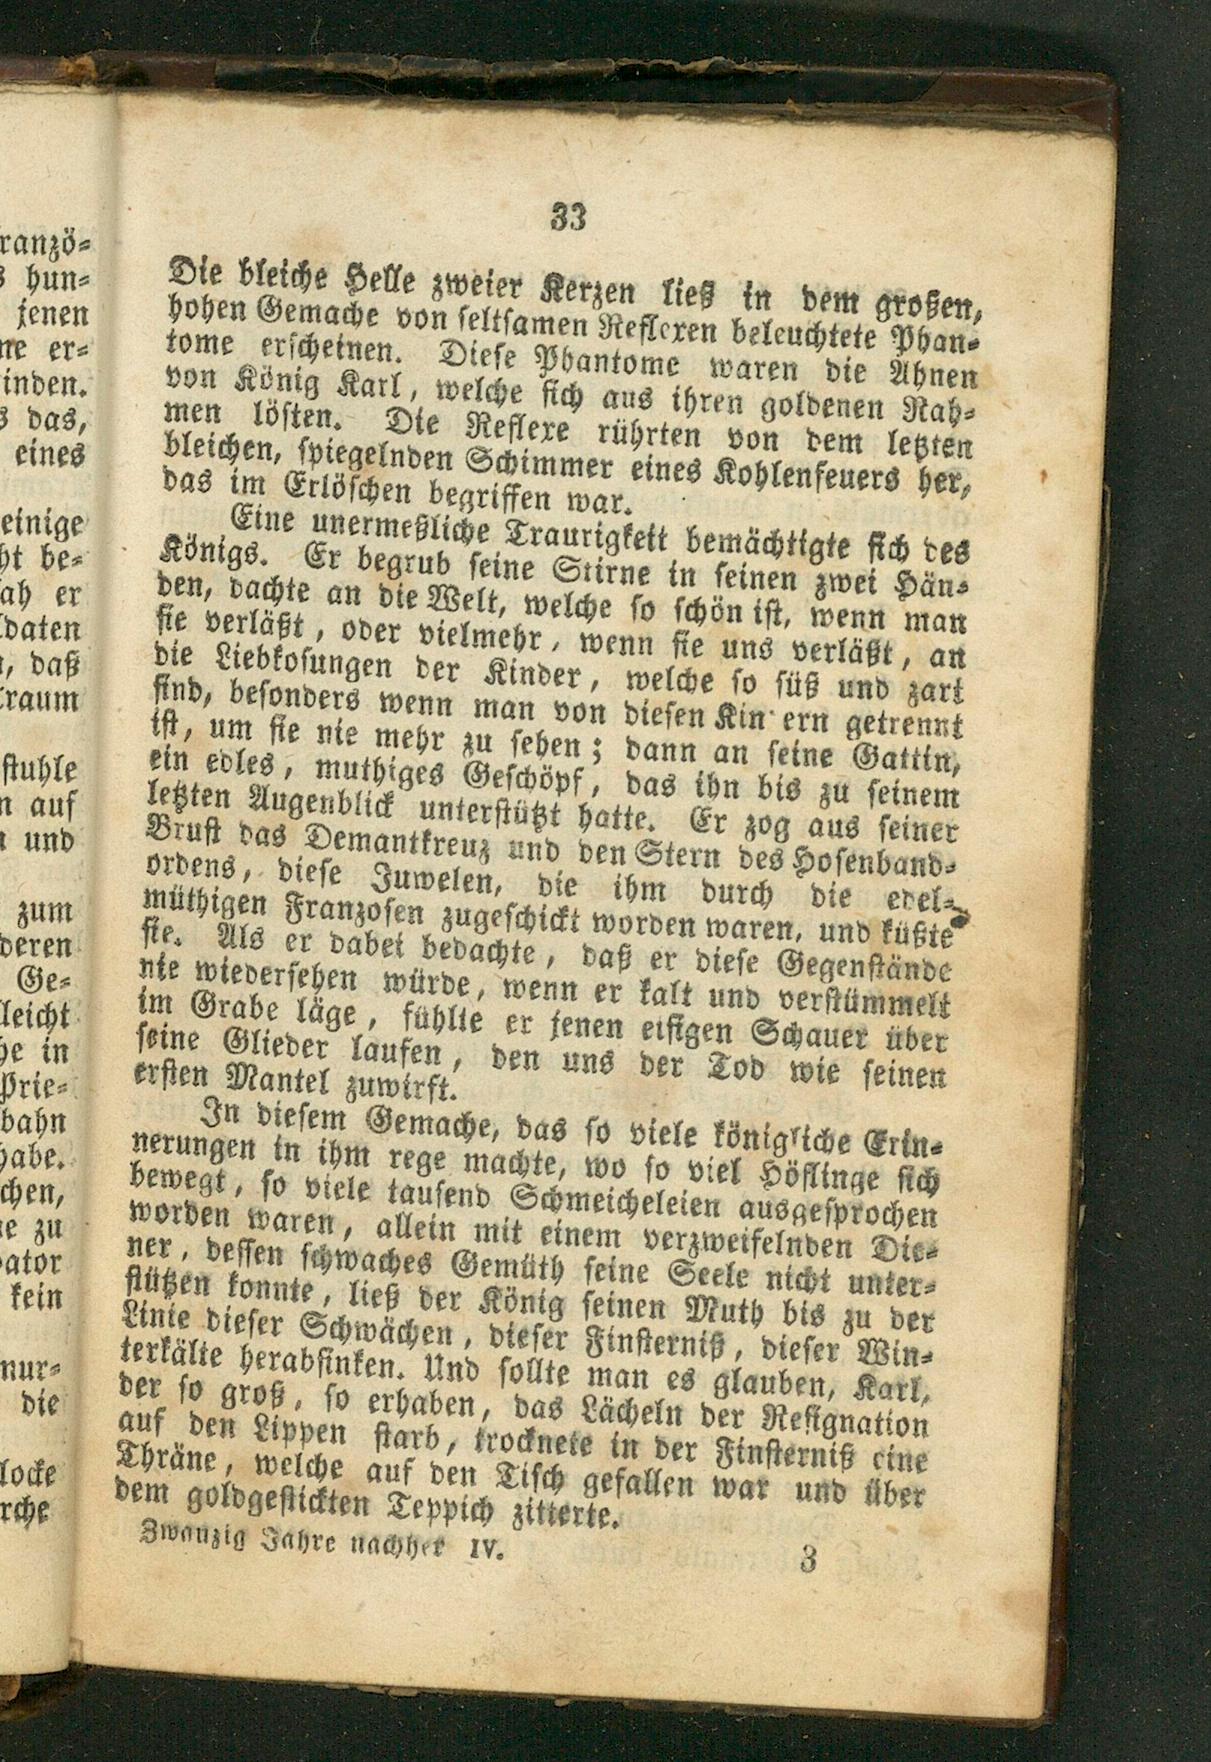 33
Die bleiche Helle zweier Kerzen ließ in dem großen,
hohen Gemache von seltsamen Reflexen beleuchtete Phan-
tome erscheinen. Diese Phantome waren die Ahnen
von König Karl, welche sich aus ihren goldenen Rah-
men lösten. Die Reflexe rührten von dem letzten
bleichen, spiegelnden Schimmer eines Kohlenfeuers her,
das im Erlöschen begriffen war.
Eine unermeßliche Traurigkeit bemächtigte sich des
Königs. Er begrub seine Stirne in seinen zwei Hän-
den, dachte an die Welt, welche so schön ist, wenn man
sie verläßt, oder vielmehr, wenn sie uns verläßt, an
die Liebkosungen der Kinder, welche so süß und zart
sind, besonders wenn man von diesen Kin ern getrennt
ist, um sie nie mehr zu sehen; dann an seine Gattin,
ein edles, muthiges Geschöpf, das ihn bis zu seinem
letzten Augenblick unterstützt hatte. Er zog aus seiner
Brust das Demantkreuz und den Stern des Hosenband-
ordens, diese Juwelen, die ihm durch die edel-
müthigen Franzosen zugeschickt worden waren, und küßte
sie. Als er dabei bedachte, daß er diese Gegenstände
nie wiedersehen würde, wenn er kalt und verstümmelt
im Grabe läge, fühlte er jenen eisigen Schauer über
seine Glieder laufen, den uns der Tod wie seinen
ersten Mantel zuwirft.
In diesem Gemache, das so viele königliche Erin-
nerungen in ihm rege machte, wo so viel Höflinge sich
bewegt, so viele tausend Schmeicheleien ausgesprochen
worden waren, allein mit einem verzweifelnden Die-
ner, dessen schwaches Gemüth seine Seele nicht unter-
stützen konnte, ließ der König seinen Muth bis zu der
Linie dieser Schwächen, dieser Finsterniß, dieser Win-
terkälte herabsinken. Und sollte man es glauben, Karl,
der so groß, so erhaben, das Lächeln der Resignation
auf den Lippen starb, trocknete in der Finsterniß eine
Thräne, welche auf den Tisch gefallen war und über
dem goldgestickten Teppich zitterte.
Zwanzig Jahre nachher IV. 3